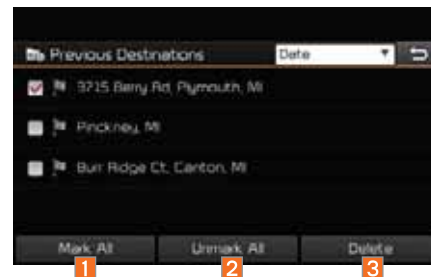 Previous Destinations Date
3715 Berry Rd, Plymouth, MI
Pinckney, MI
Burr Ridge Ct, Canton, MI
Mark All Unmark All Delete
1 2 3